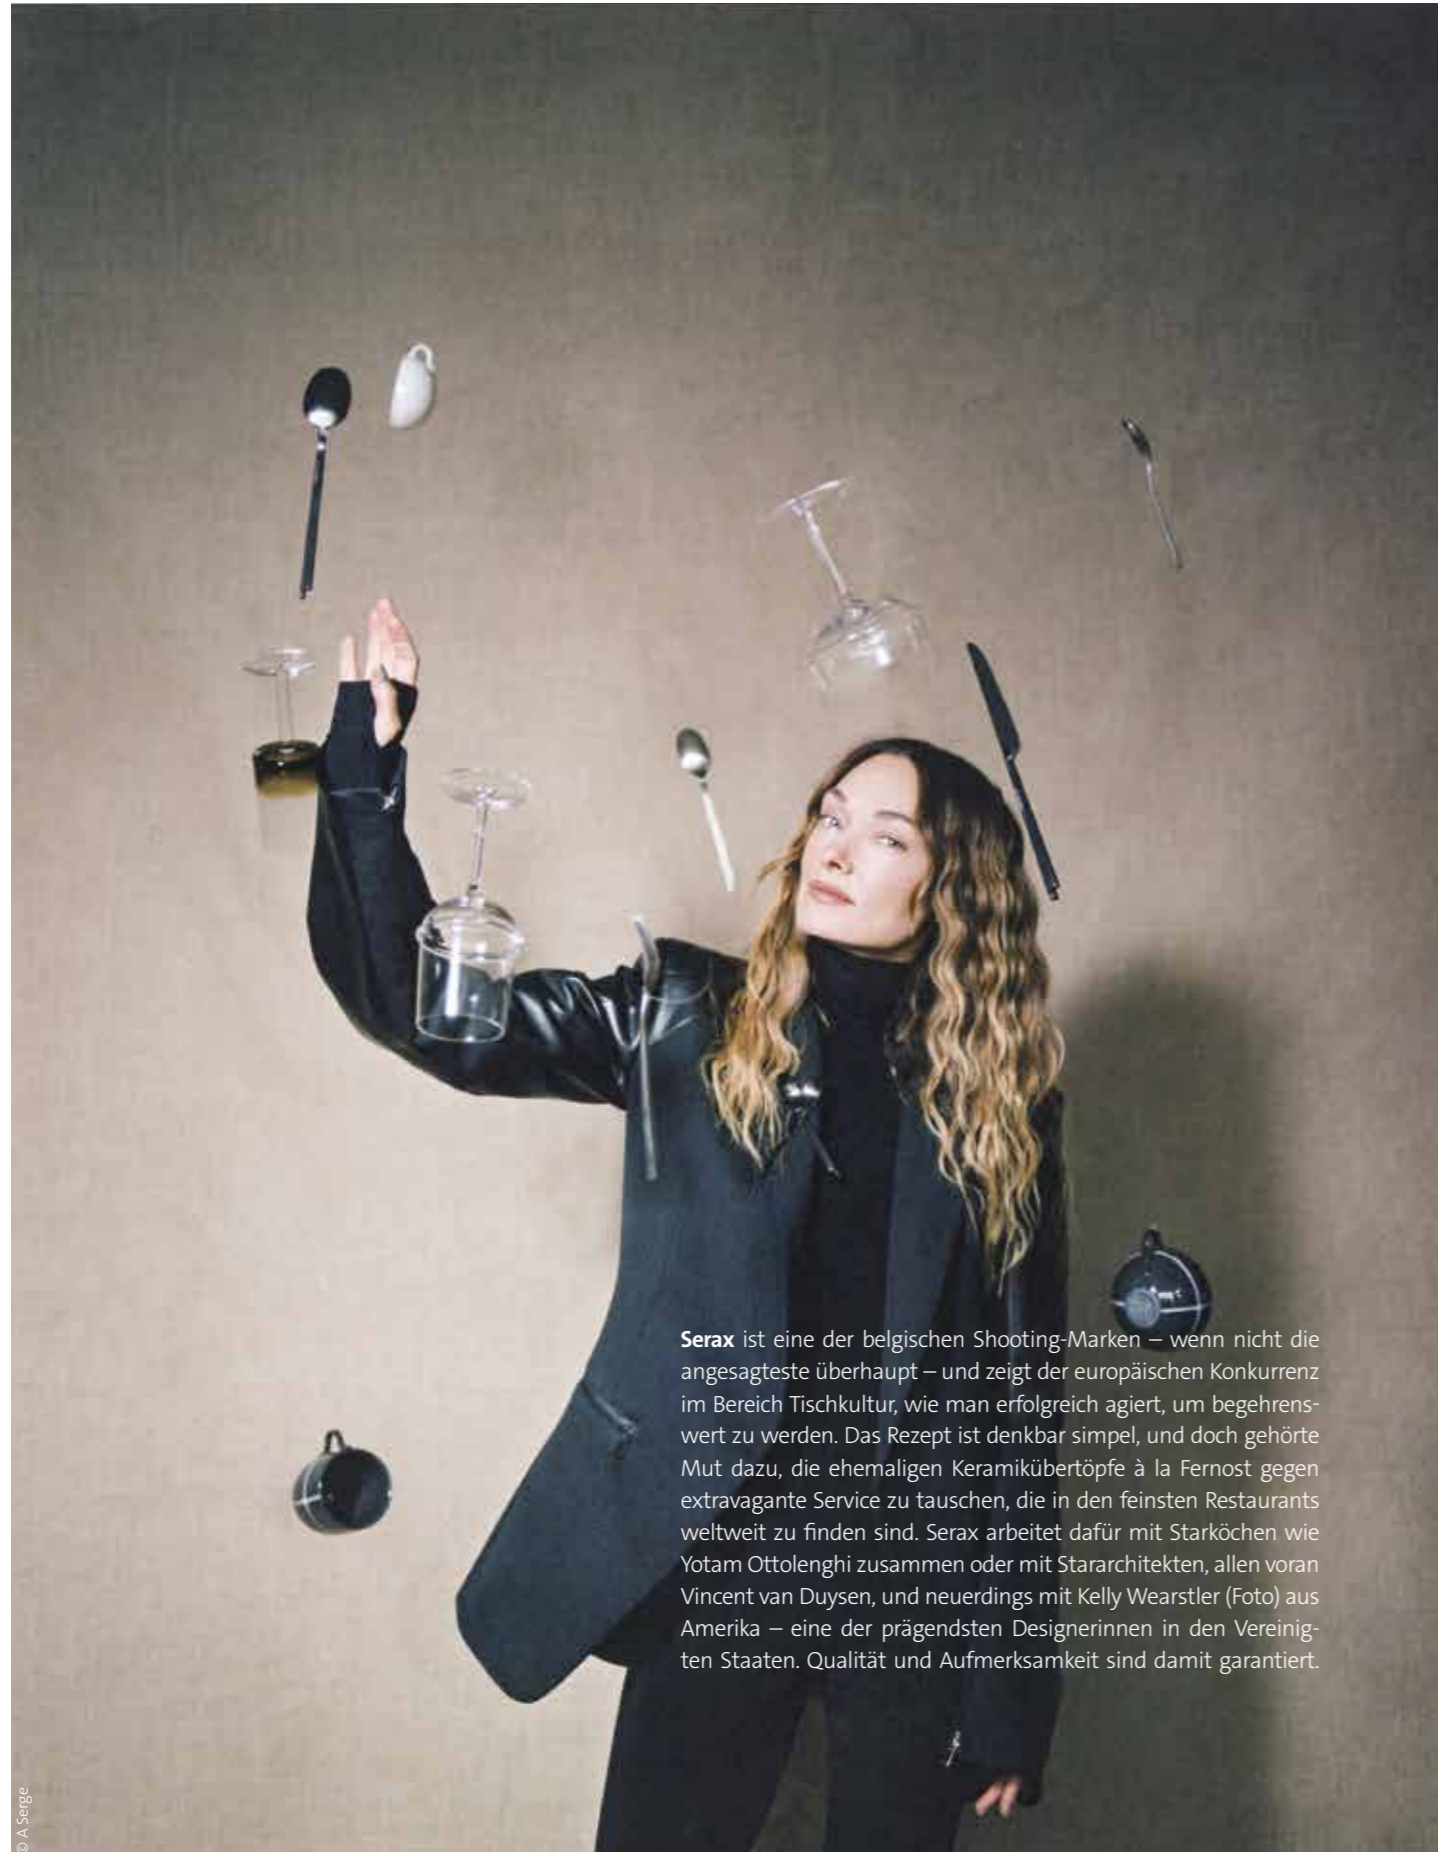 Serax ist eine der belgischen Shooting-Marken – wenn nicht die
angesagteste überhaupt – und zeigt der europäischen Konkurrenz
im Bereich Tischkultur, wie man erfolgreich agiert, um begehrens-
wert zu werden. Das Rezept ist denkbar simpel, und doch gehörte
Mut dazu, die ehemaligen Keramikübertöpfe à la Fernost gegen
extravagante Service zu tauschen, die in den feinsten Restaurants
weltweit zu finden sind. Serax arbeitet dafür mit Starköchen wie
Yotam Ottolenghi zusammen oder mit Stararchitekten, allen voran
Vincent van Duysen, und neuerdings mit Kelly Wearstler (Foto) aus
Amerika – eine der prägendsten Designerinnen in den Vereinig-
ten Staaten. Qualität und Aufmerksamkeit sind damit garantiert.
© A Serge